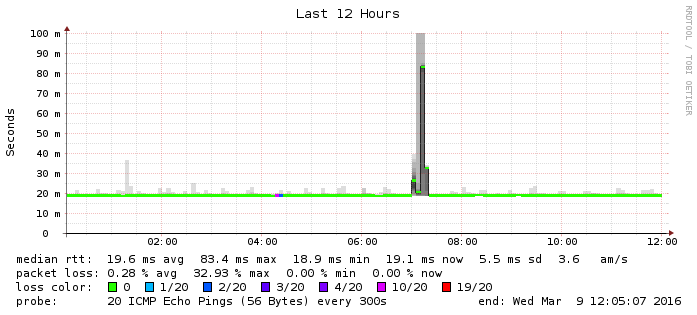 Last 12 Hours
RRDTOOL / TOBI OETIKER
Seconds
100 m
90 m
80 m
70 m
60 m
50 m
40 m
30 m
20 m
10 m
0
02:00 04:00 06:00 08:00 10:00 12:00
median rtt: 19.6 ms avg 83.4 ms max 18.9 ms min 19.1 ms now 5.5 ms sd 3.6 am/s
packet loss: 0.28 % avg 32.93 % max 0.00 % min 0.00 % now
loss color: 0 1/20 2/20 3/20 4/20 10/20 19/20
probe: 20 ICMP Echo Pings (56 Bytes) every 300s end: Wed Mar 9 12:05:07 2016